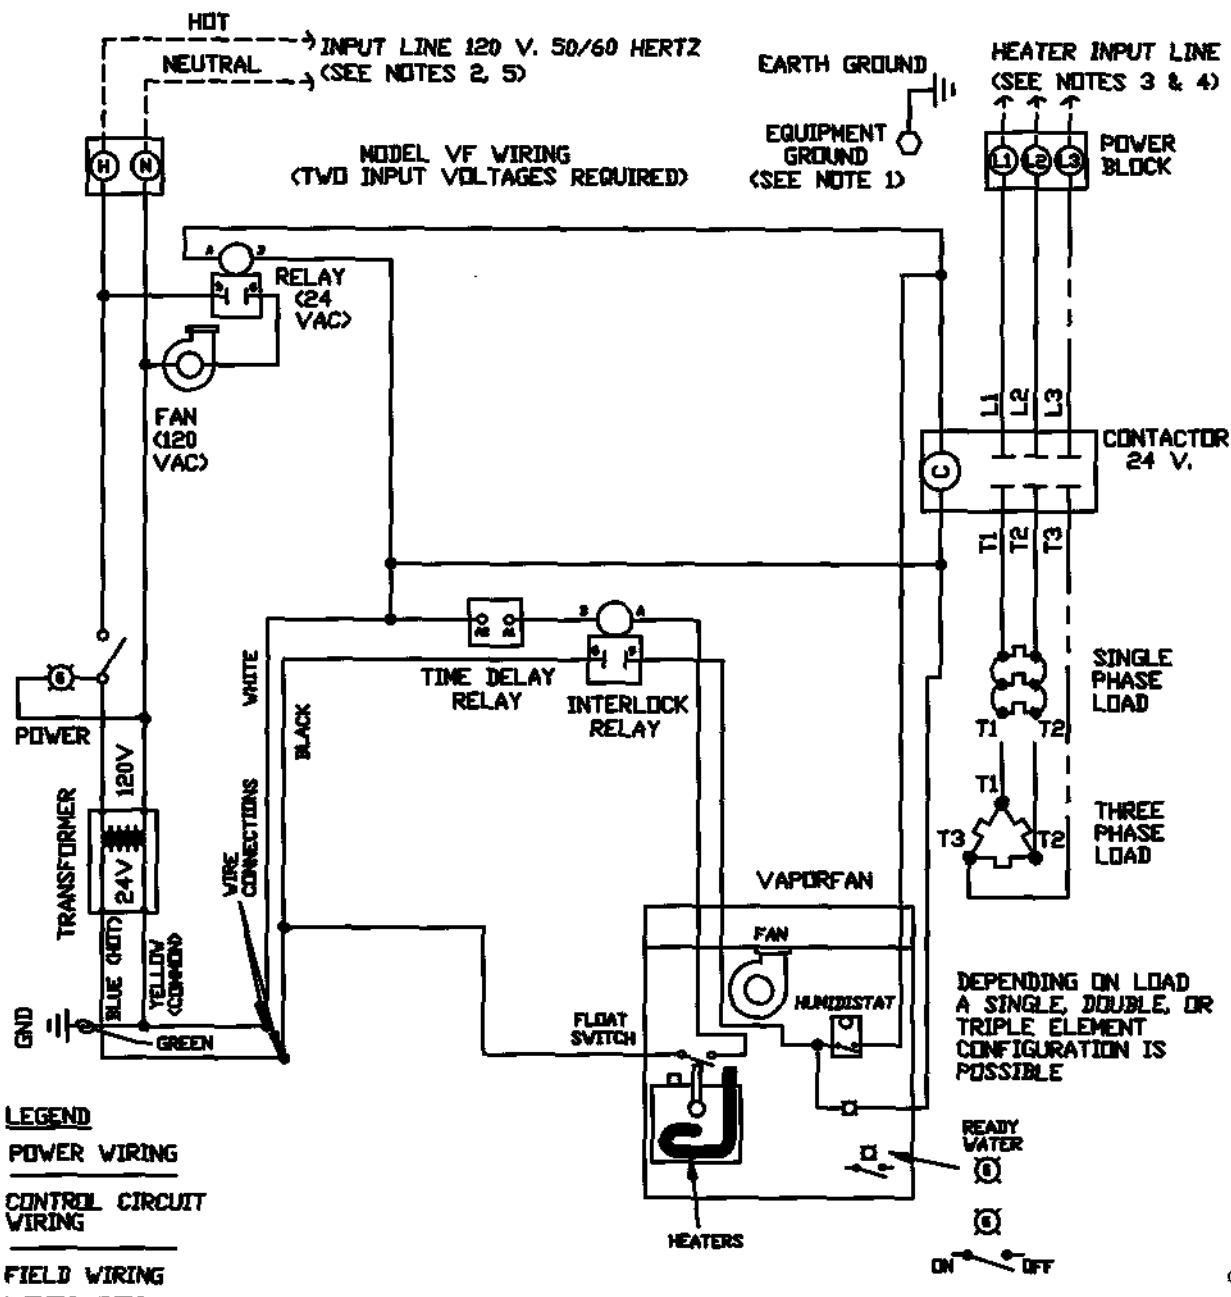 HOT
INPUT LINE 120 V. 50/60 HERTZ
NEUTRAL
(SEE NOTES 2, 5)
EARTH GROUND
HEATER INPUT LINE
(SEE NOTES 3 & 4)
H N
MODEL VF WIRING
(TWO INPUT VOLTAGES REQUIRED)
EQUIPMENT
GROUND
(SEE NOTE 1)
L1 L2 L3
POWER
BLOCK
A
RELAY
(24
VAC)
FAN
(120
VAC)
L1 L2 L3
C
CONTACTOR
24 V.
T1 T2 T3
A2 A1
A
TIME DELAY
RELAY
INTERLOCK
RELAY
WHITE
BLACK
G
POWER
SINGLE
PHASE
LOAD
T1 T2
120V
TRANSFORMER
24V
WIRE
CONNECTIONS
T1
T3 T2
THREE
PHASE
LOAD
VAPORFAN
FAN
BLUE (HOT)
YELLOW
(COMMON)
GND
GREEN
FLOAT
SWITCH
HUMIDISTAT
DEPENDING ON LOAD
A SINGLE, DOUBLE, OR
TRIPLE ELEMENT
CONFIGURATION IS
POSSIBLE
LEGEND
POWER WIRING
CONTROL CIRCUIT
WIRING
FIELD WIRING
READY
WATER
G
G
HEATERS
ON OFF